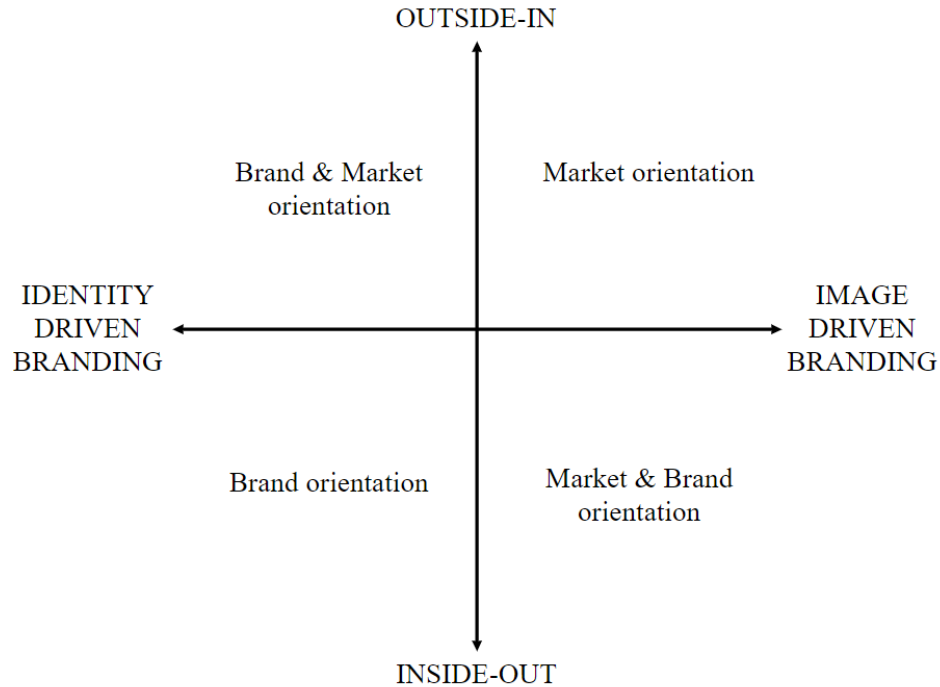 OUTSIDE-IN
Brand & Market
orientation
Market orientation
IDENTITY
DRIVEN
BRANDING
IMAGE
DRIVEN
BRANDING
Brand orientation
Market & Brand
orientation
INSIDE-OUT